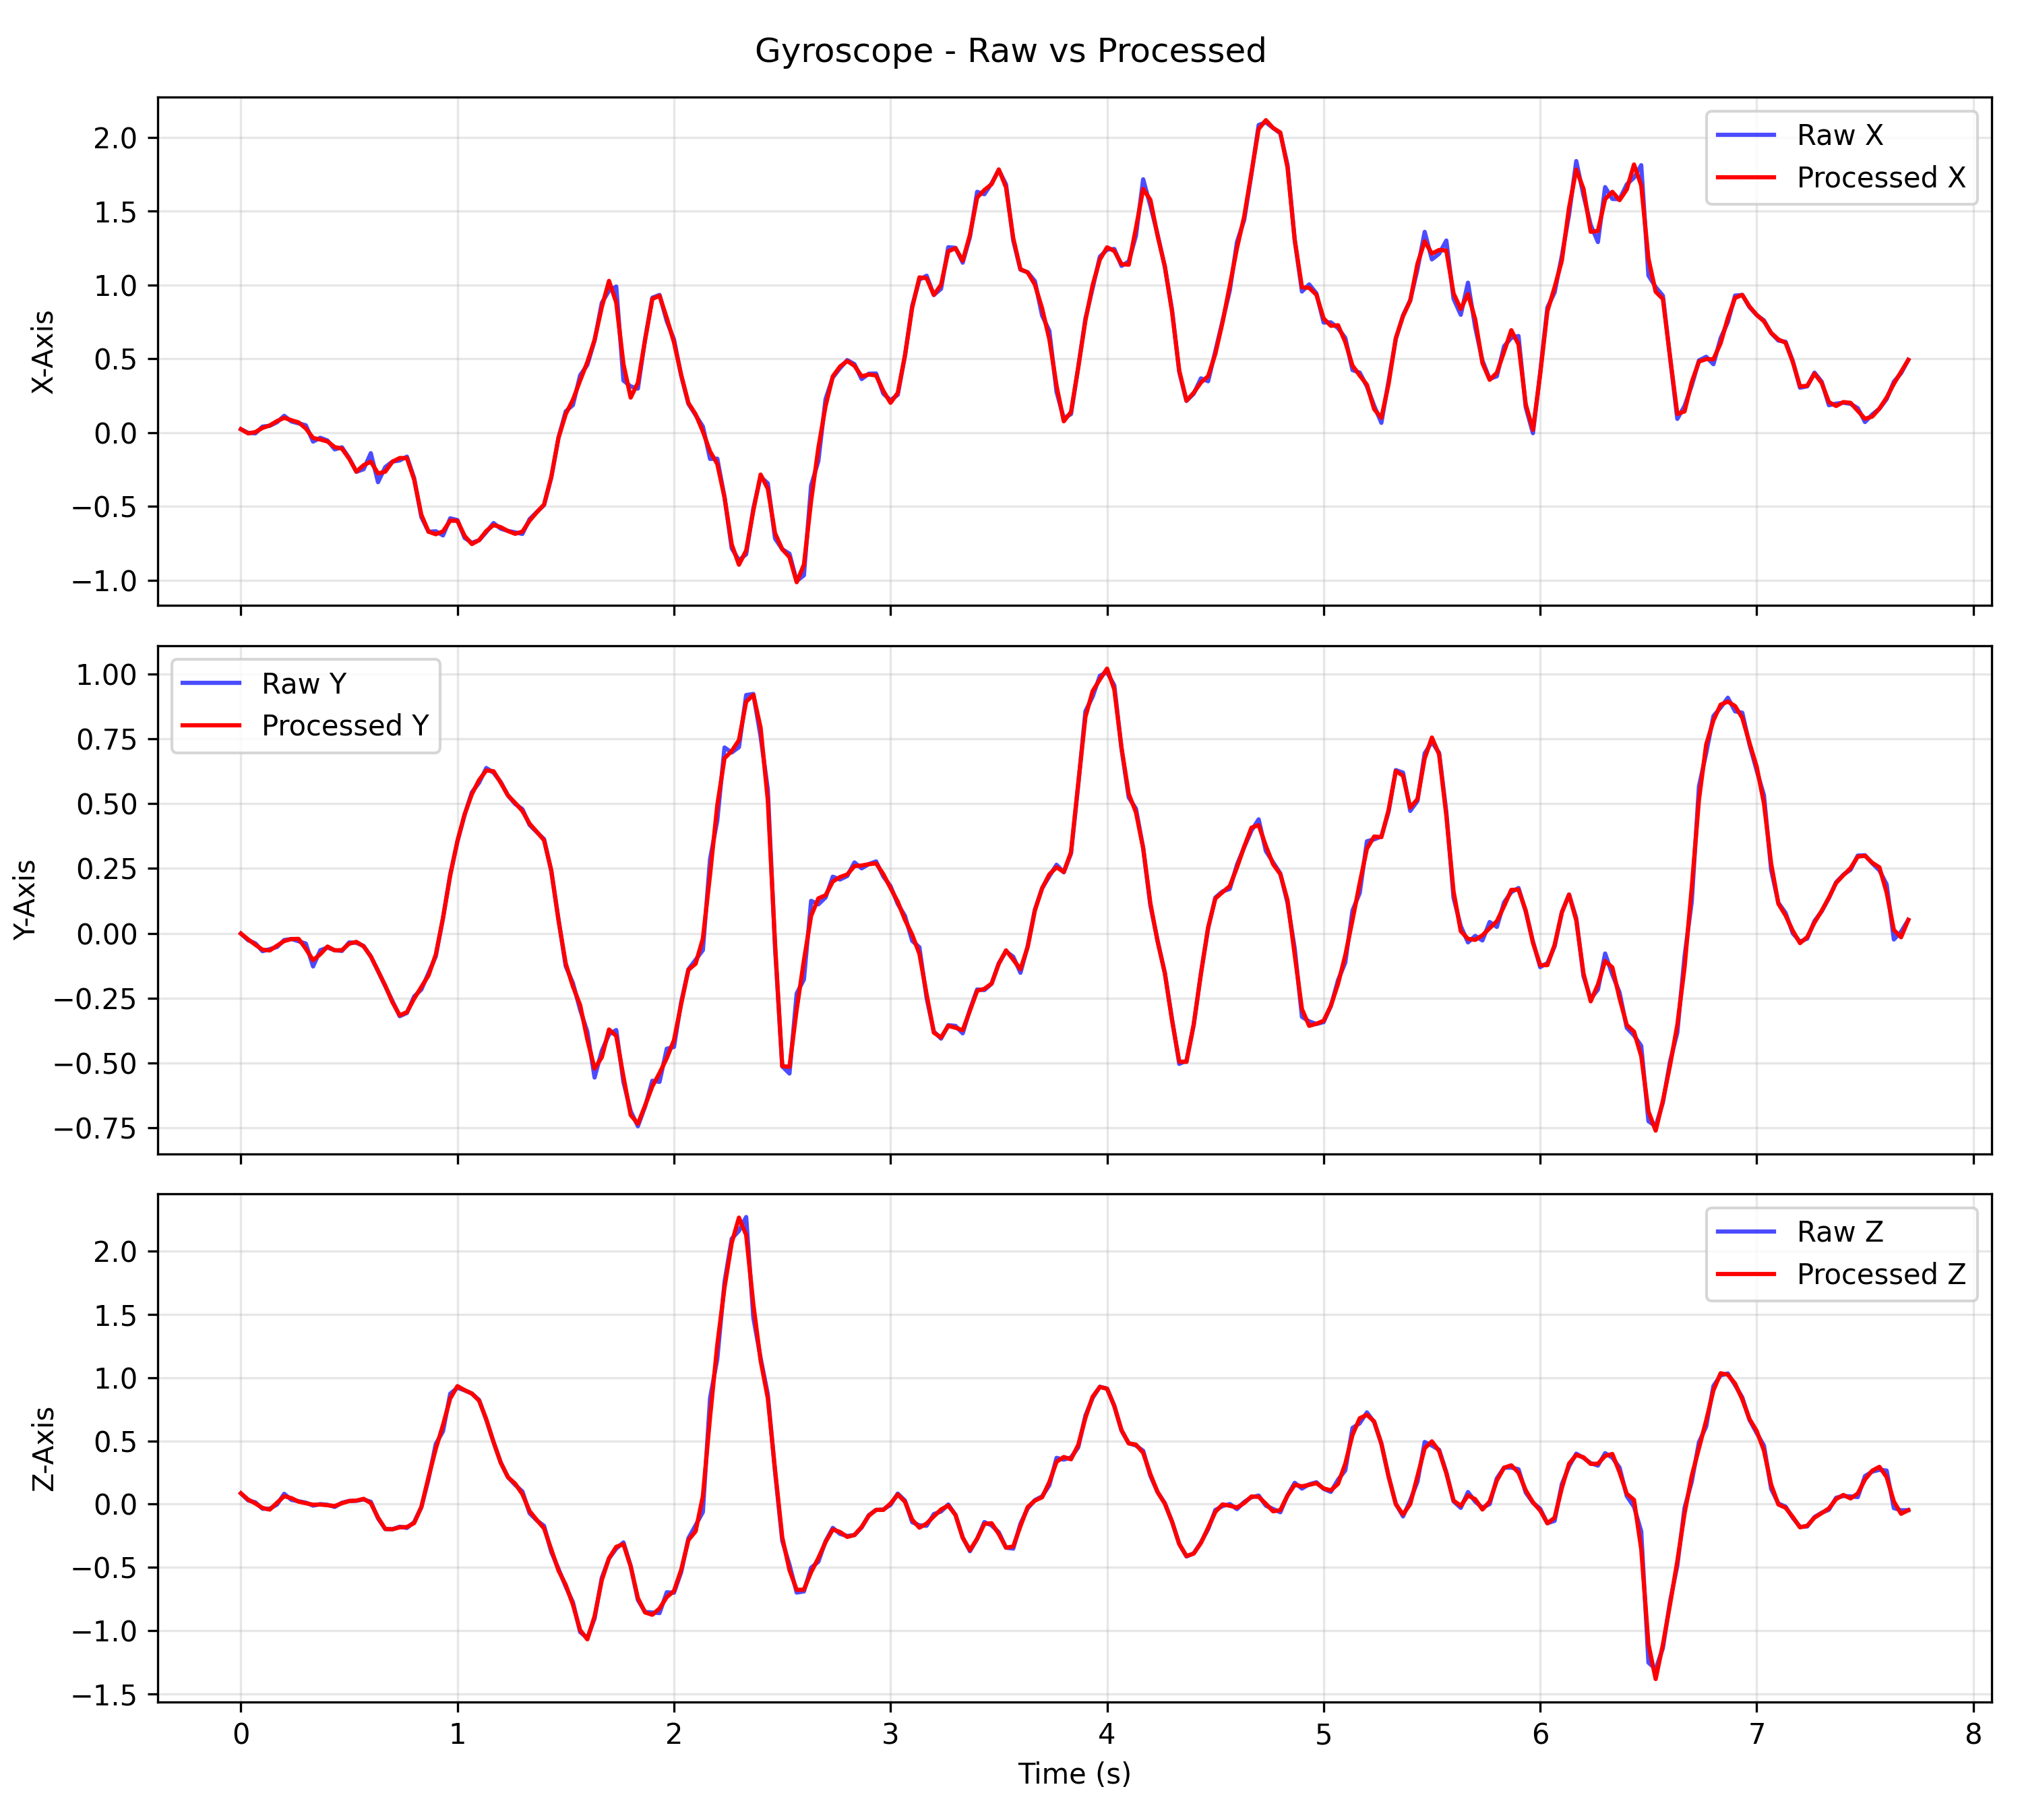 Gyroscope - Raw vs Processed
X-Axis
2.0
1.5
1.0
0.5
0.0
−0.5
−1.0
Raw X
Processed X
Y-Axis
1.00
0.75
0.50
0.25
0.00
−0.25
−0.50
−0.75
Raw Y
Processed Y
Z-Axis
2.0
1.5
1.0
0.5
0.0
−0.5
−1.0
−1.5
Raw Z
Processed Z
0 1 2 3 4 5 6 7 8
Time (s)